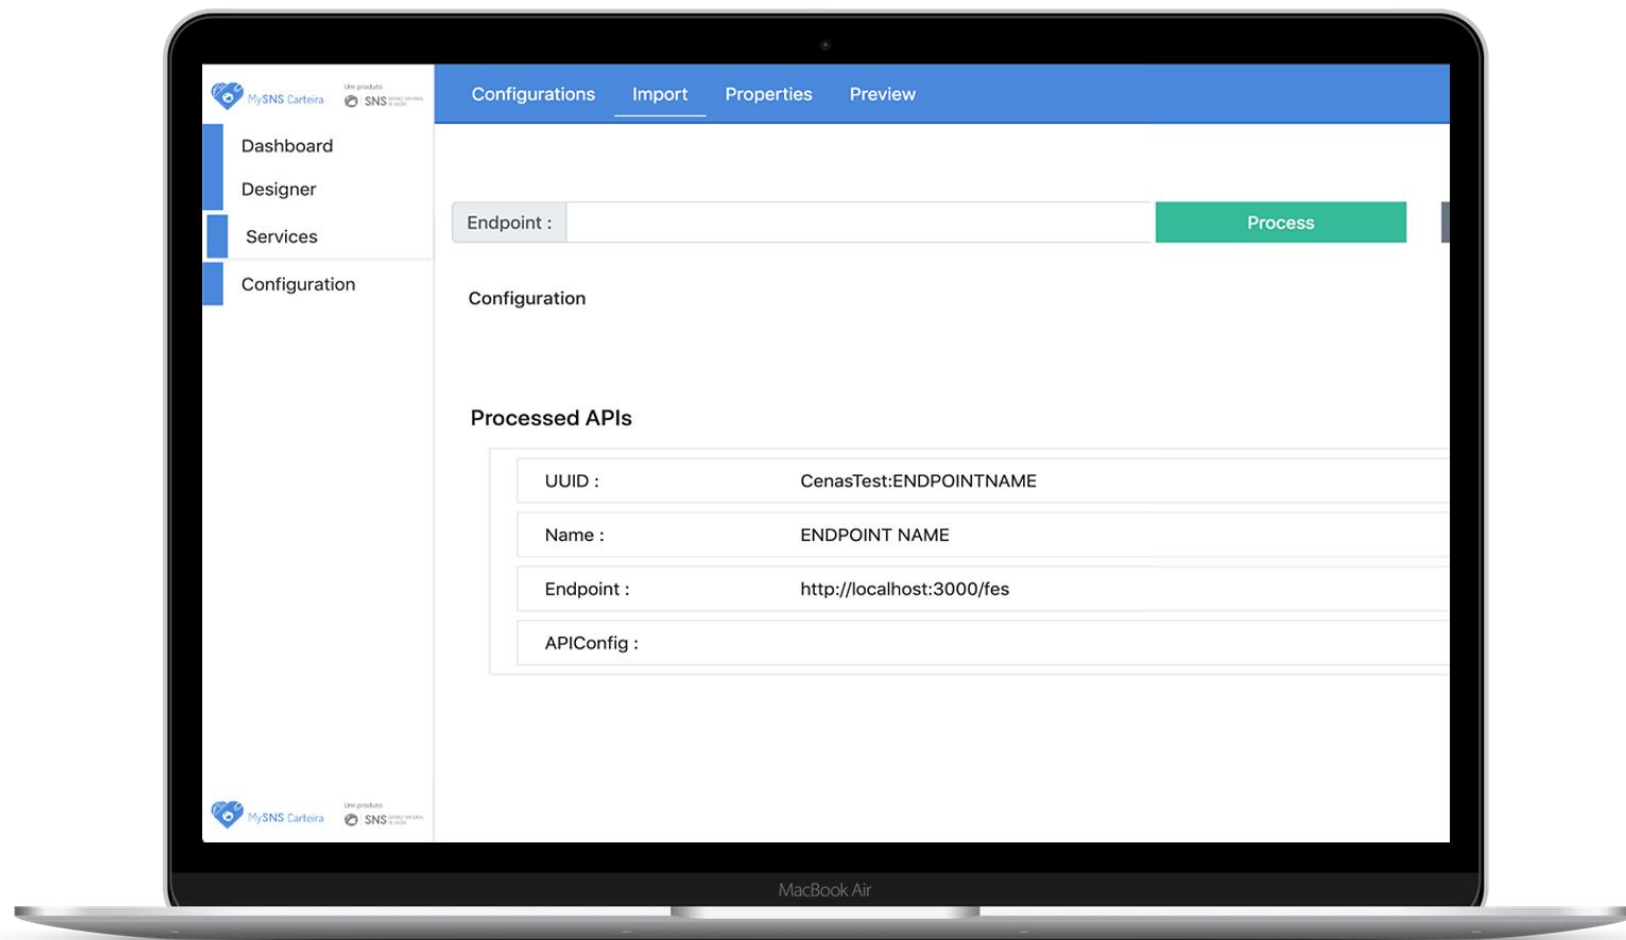 MySNS Carteira
Um produto
SNS
Configurations Import Properties Preview
Dashboard
Designer
Services
Configuration
Endpoint :
Process
Configuration
Processed APIs
UUID : CenasTest:ENDPOINTNAME
Name : ENDPOINT NAME
Endpoint : http://localhost:3000/fes
APIConfig :
MySNS Carteira
Um produto
SNS
MacBook Air